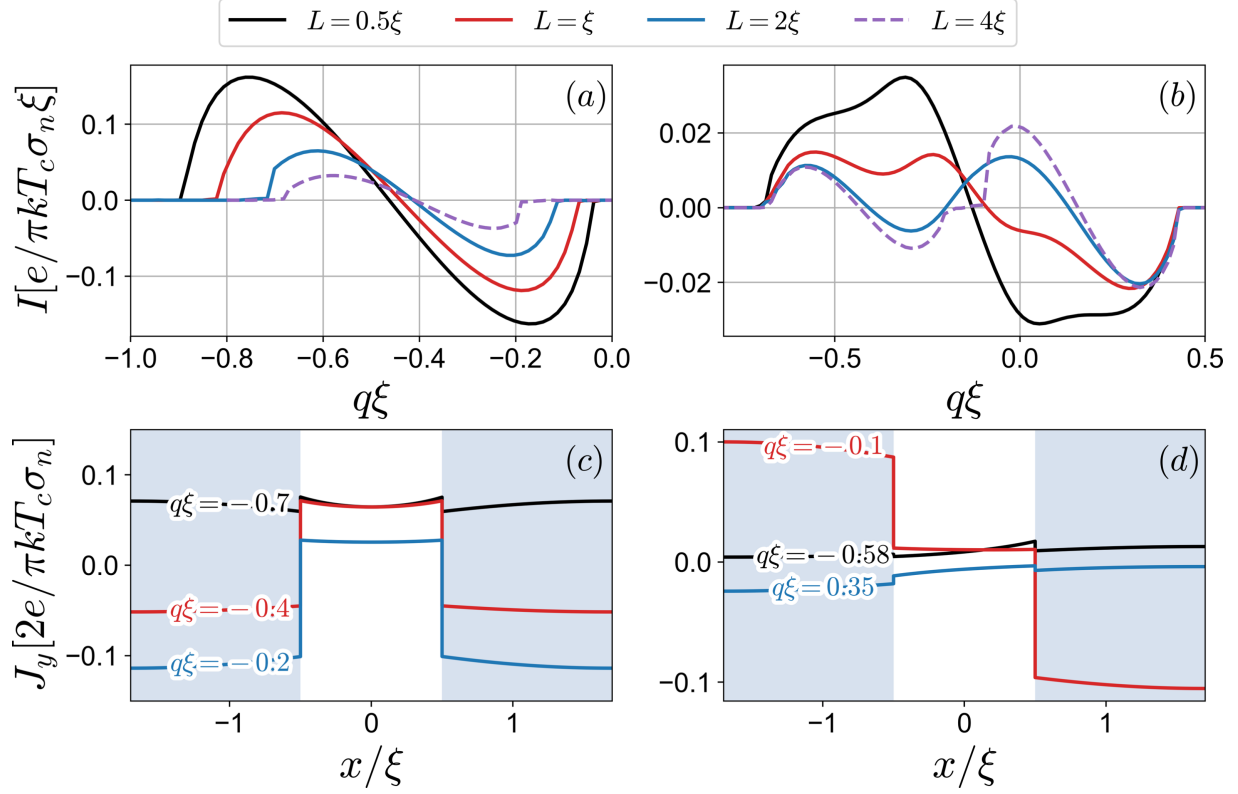 L = 0.5ξ L = ξ L = 2ξ L = 4ξ
I[e/πkT_cσ_nξ]
0.1
0.0
−0.1
(a)
−1.0 −0.8 −0.6 −0.4 −0.2 0.0
qξ
0.02
0.00
−0.02
(b)
−0.5 0.0 0.5
qξ
J_y[2e/πkT_cσ_n]
0.1
0.0
−0.1
(c)
qξ = −0.7
qξ = −0.4
qξ = −0.2
−1 0 1
x/ξ
0.1
0.0
−0.1
(d)
qξ = −0.1
qξ = −0.58
qξ = 0.35
−1 0 1
x/ξ